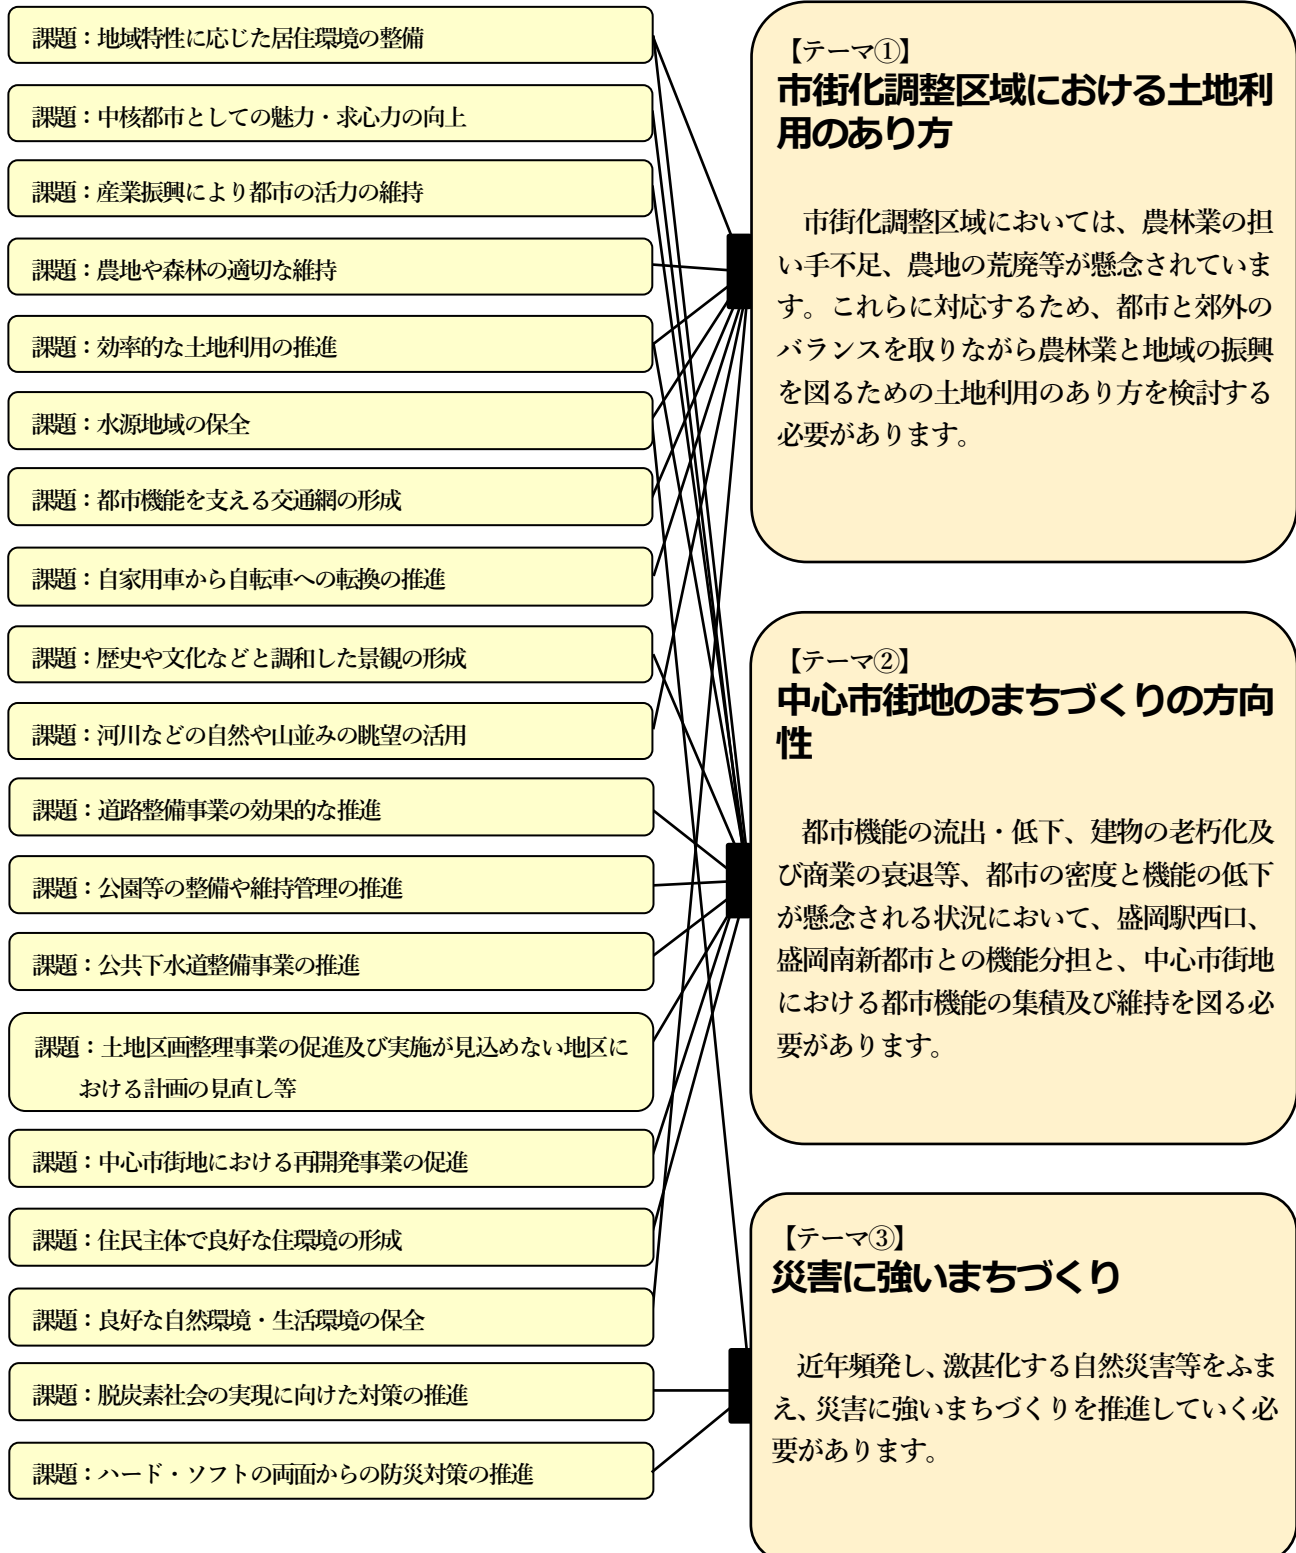 課題：地域特性に応じた居住環境の整備
課題：中核都市としての魅力・求心力の向上
課題：産業振興により都市の活力の維持
課題：農地や森林の適切な維持
課題：効率的な土地利用の推進
課題：水源地域の保全
課題：都市機能を支える交通網の形成
課題：自家用車から自転車への転換の推進
課題：歴史や文化などと調和した景観の形成
課題：河川などの自然や山並みの眺望の活用
課題：道路整備事業の効果的な推進
課題：公園等の整備や維持管理の推進
課題：公共下水道整備事業の推進
課題：土地区画整理事業の促進及び実施が見込めない地区に
おける計画の見直し等
課題：中心市街地における再開発事業の促進
課題：住民主体で良好な住環境の形成
課題：良好な自然環境・生活環境の保全
課題：脱炭素社会の実現に向けた対策の推進
課題：ハード・ソフトの両面からの防災対策の推進
【テーマ①】
市街化調整区域における土地利
用のあり方
市街化調整区域においては、農林業の担
い手不足、農地の荒廃等が懸念されていま
す。これらに対応するため、都市と郊外の
バランスを取りながら農林業と地域の振興
を図るための土地利用のあり方を検討する
必要があります。
【テーマ②】
中心市街地のまちづくりの方向
性
都市機能の流出・低下、建物の老朽化及
び商業の衰退等、都市の密度と機能の低下
が懸念される状況において、盛岡駅西口、
盛岡南新都市との機能分担と、中心市街地
における都市機能の集積及び維持を図る必
要があります。
【テーマ③】
災害に強いまちづくり
近年頻発し、激甚化する自然災害等をふま
え、災害に強いまちづくりを推進していく必
要があります。